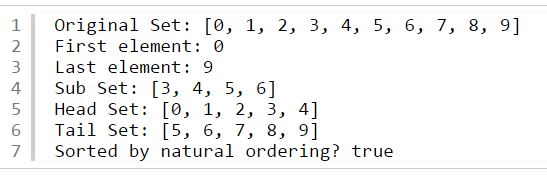 1 Original Set: [0, 1, 2, 3, 4, 5, 6, 7, 8, 9]
2 First element: 0
3 Last element: 9
4 Sub Set: [3, 4, 5, 6]
5 Head Set: [0, 1, 2, 3, 4]
6 Tail Set: [5, 6, 7, 8, 9]
7 Sorted by natural ordering? true